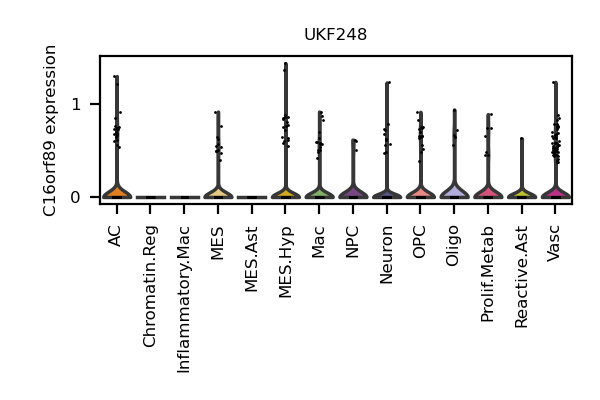 UKF248
C16orf89 expression
1
0
AC
Chromatin.Reg
Inflammatory.Mac
MES
MES.Ast
MES.Hyp
Mac
NPC
Neuron
OPC
Oligo
Prolif.Metab
Reactive.Ast
Vasc